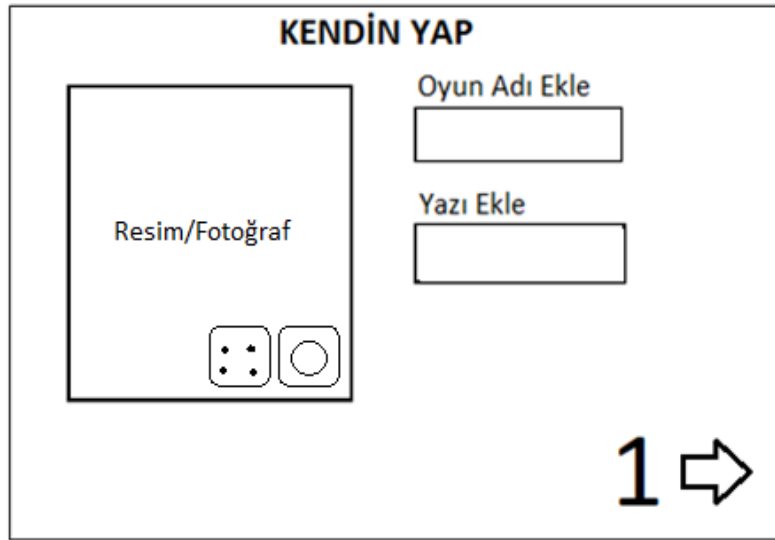 KENDİN YAP
Oyun Adı Ekle
Yazı Ekle
Resim/Fotoğraf
1